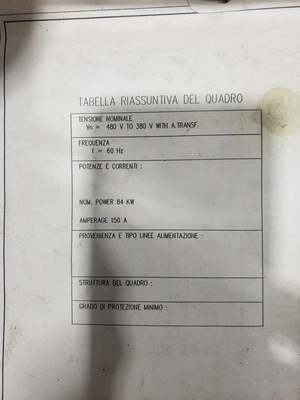 TABELLA RIASSUNTIVA DEL QUADRO
TENSIONE NOMINALE
Vn = 480 V TO 380 V WITH A.TRANSF.
FREQUENZA
f = 60 Hz
POTENZE E CORRENTI :
NOM. POWER 84 KW
AMPERAGE 150 A
PROVENIENZA E TIPO LINEE ALIMENTAZIONE :
STRUTTURA DEL QUADRO :
GRADO DI PROTEZIONE MINIMO :